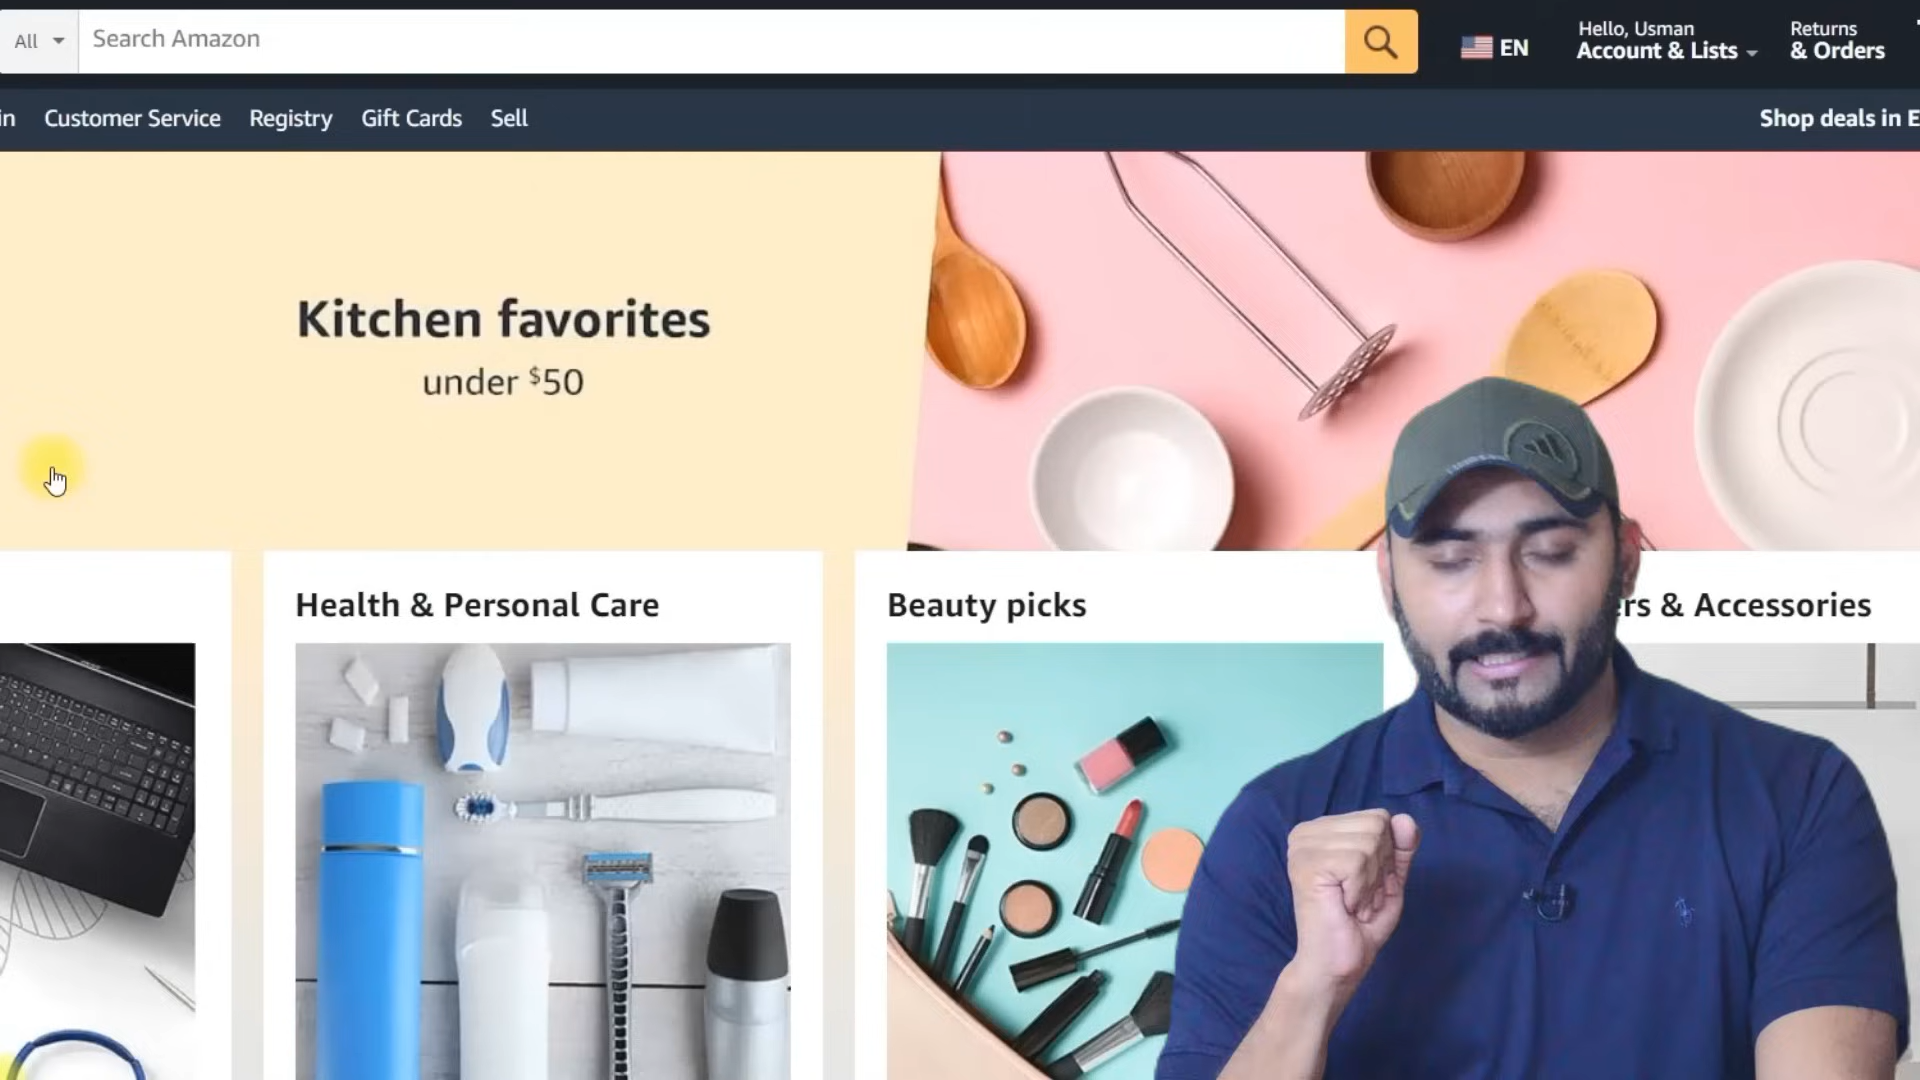 All
Search Amazon
EN
Hello, Usman
Account & Lists
Returns
& Orders
in
Customer Service
Registry
Gift Cards
Sell
Shop deals in E
Kitchen favorites
under $50
Health & Personal Care
Beauty picks
rs & Accessories